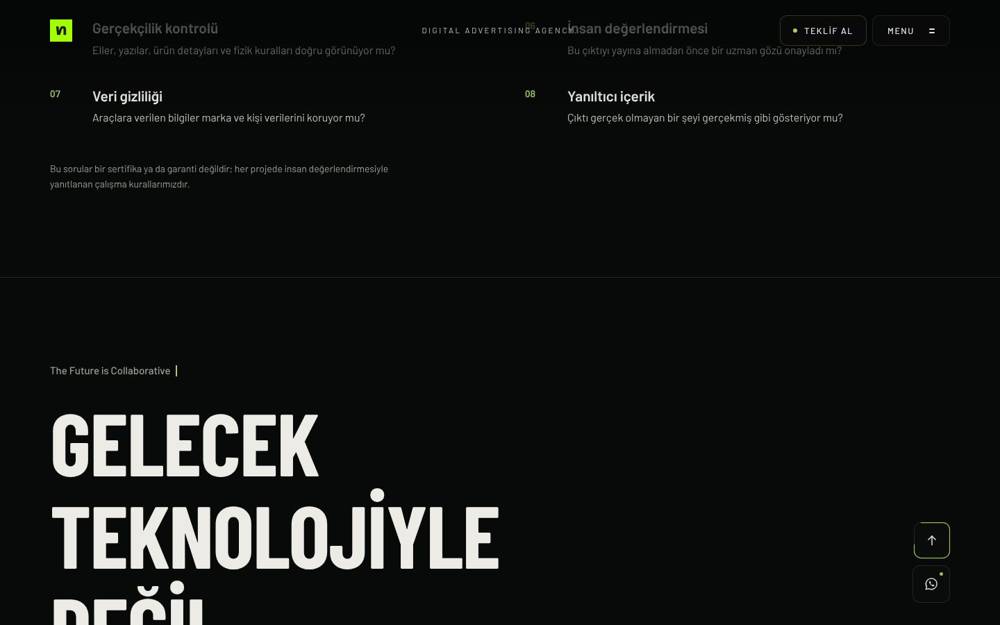 Gerçekçilik kontrolü
Eller, yazılar, ürün detayları ve fizik kuralları doğru görünüyor mu?
DIGITAL ADVERTISING AGENCY
06
İnsan değerlendirmesi
Bu çıktıyı yayına almadan önce bir uzman gözü onayladı mı?
TEKLİF AL
MENU
07
Veri gizliliği
Araçlara verilen bilgiler marka ve kişi verilerini koruyor mu?
08
Yanıltıcı içerik
Çıktı gerçek olmayan bir şeyi gerçekmiş gibi gösteriyor mu?
Bu sorular bir sertifika ya da garanti değildir; her projede insan değerlendirmesiyle
yanıtlanan çalışma kurallarımızdır.
The Future is Collaborative
GELECEK
TEKNOLOJİYLE
DEĞİL